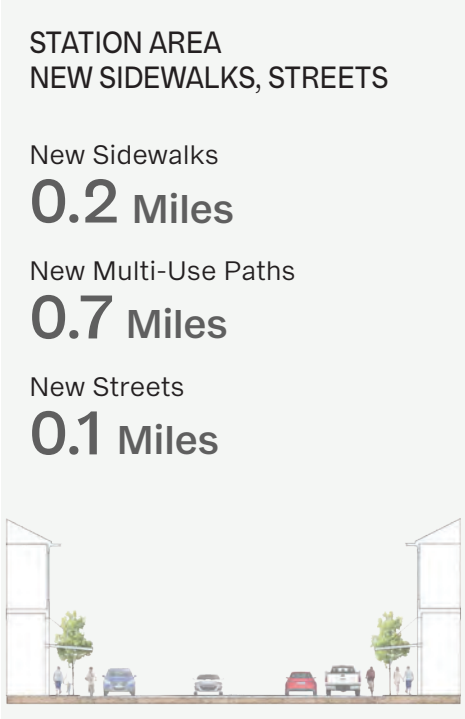 STATION AREA
NEW SIDEWALKS, STREETS
New Sidewalks
0.2 Miles
New Multi-Use Paths
0.7 Miles
New Streets
0.1 Miles